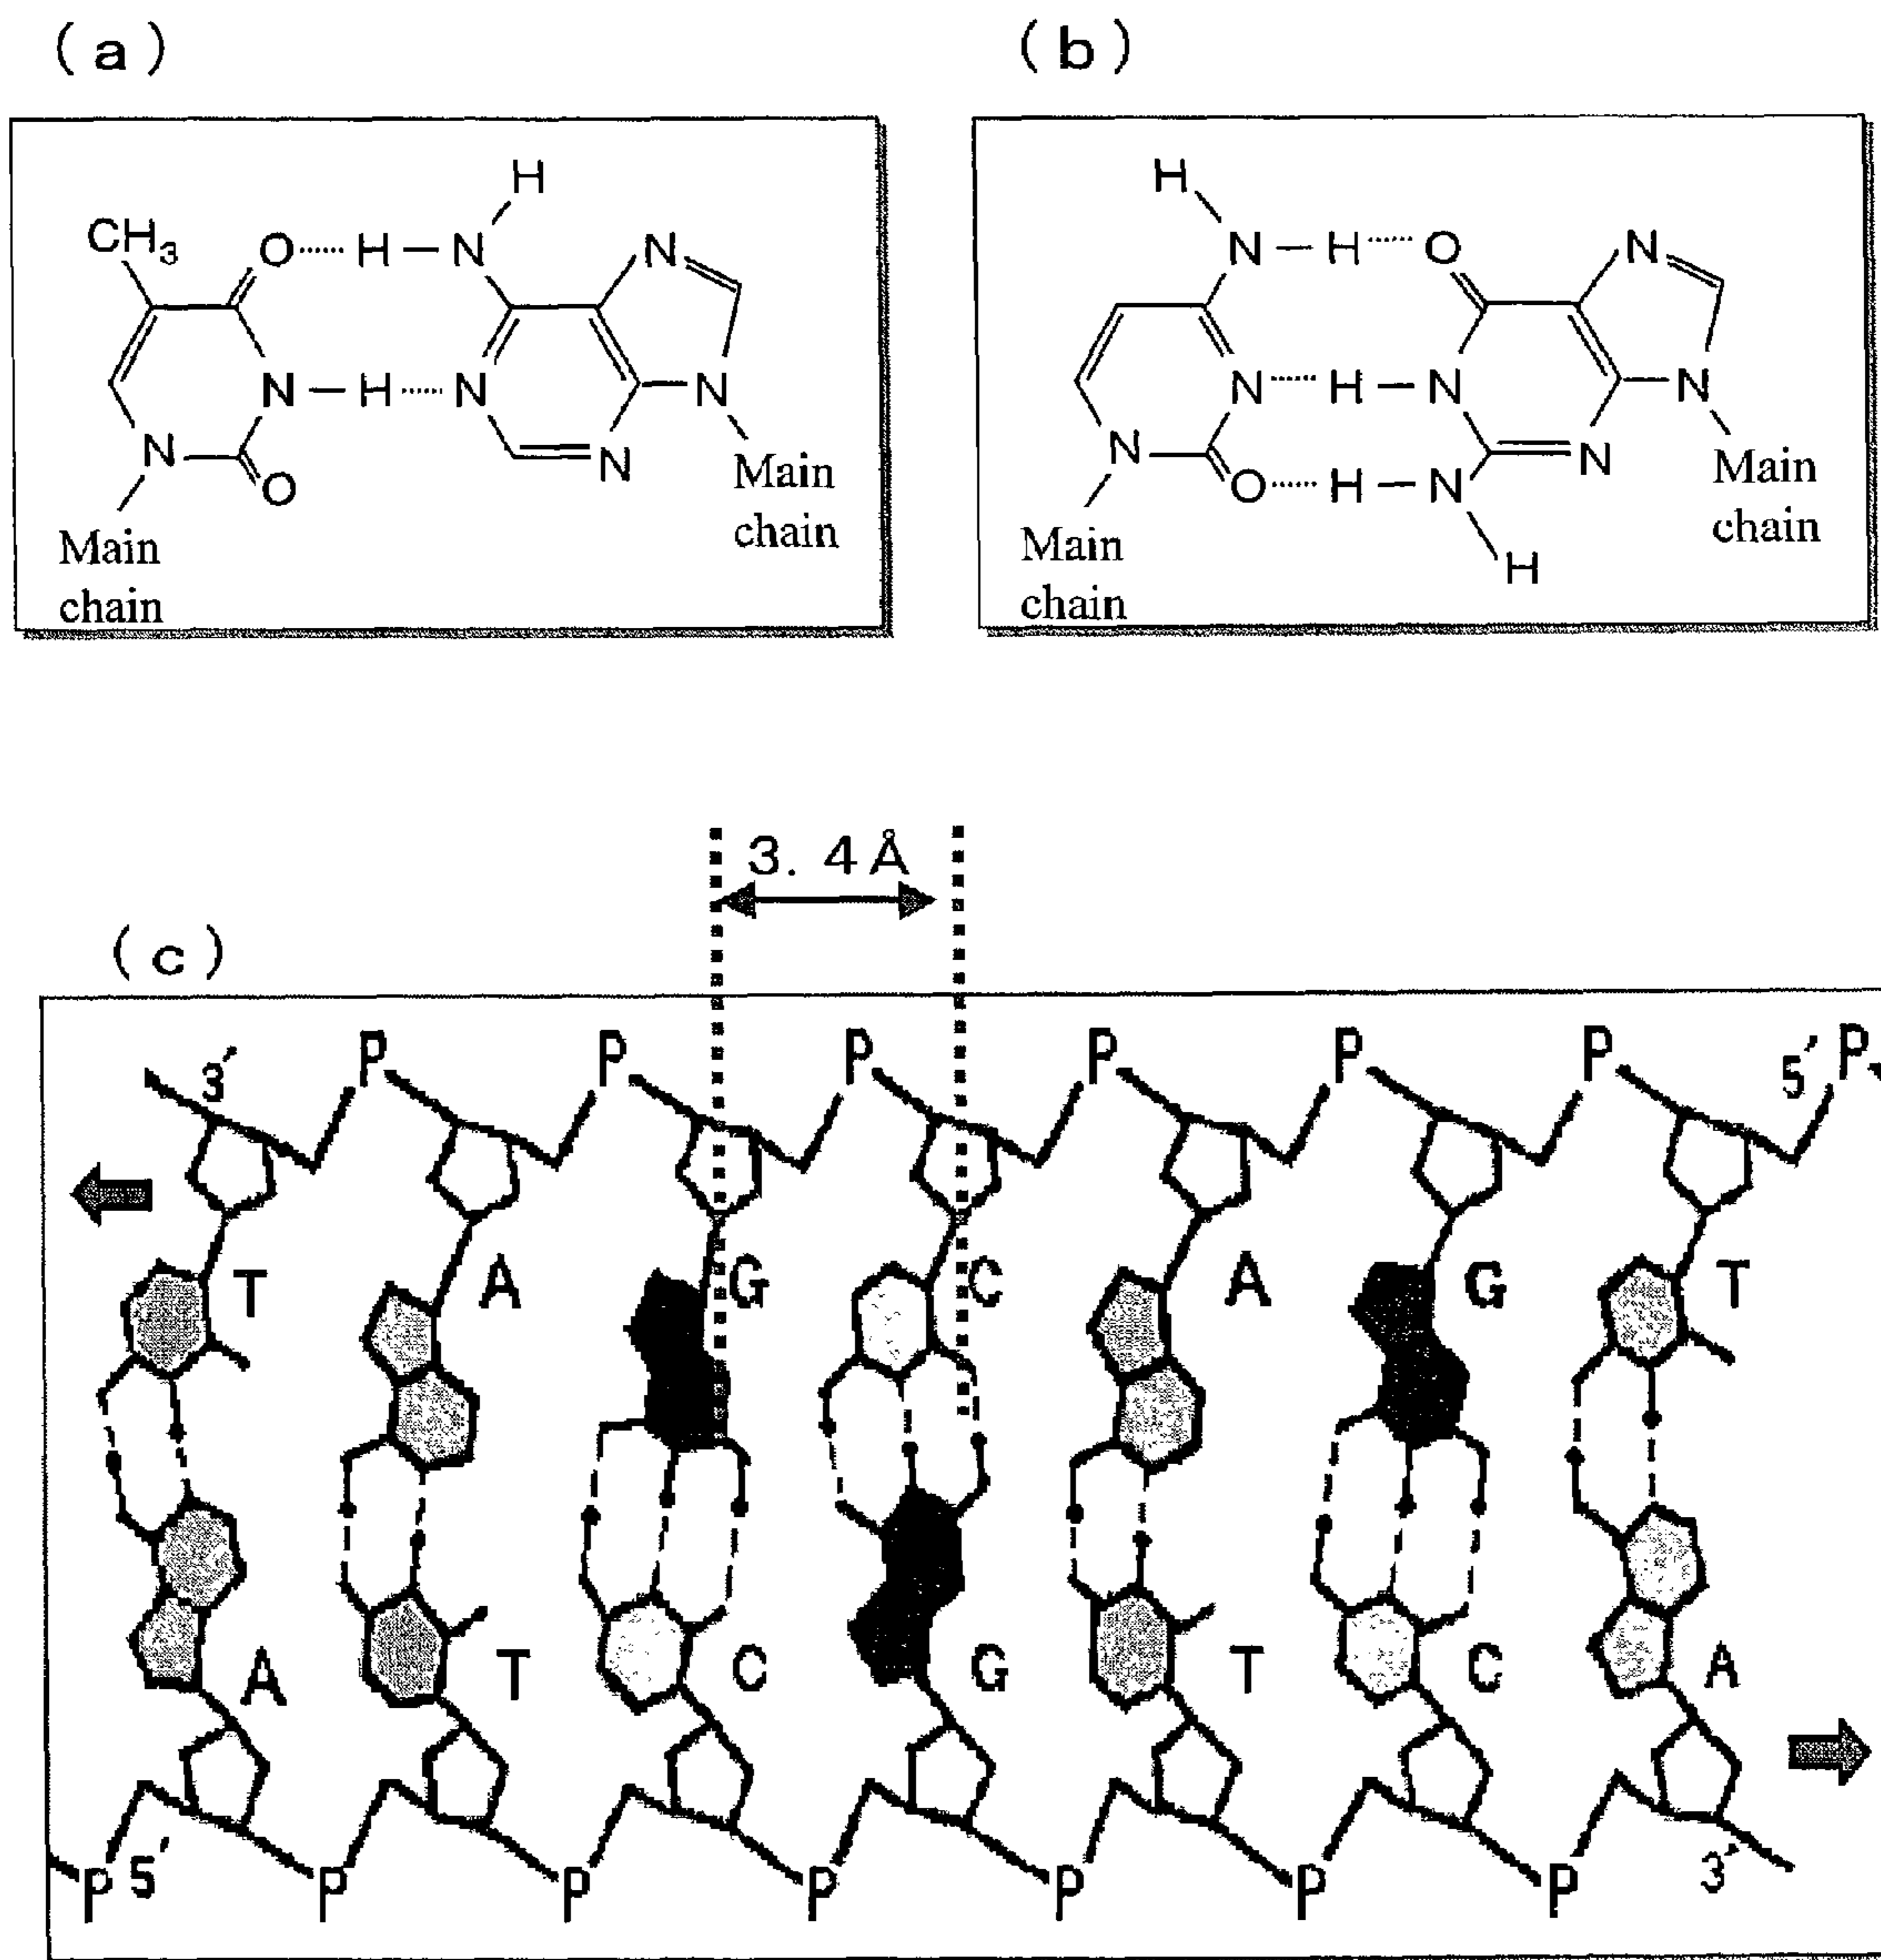 (a)
(b)
H
CH3
O H N N
N H N N
N O N
Main
chain
Main
chain
H
N H O N
N H N N
N O H N N
H
Main
chain
Main
chain
3.4Å
(c)
3′ P P P P P P 5′ P
T A G C A G T
A T C G T C A
P 5′ P P P P P P 3′